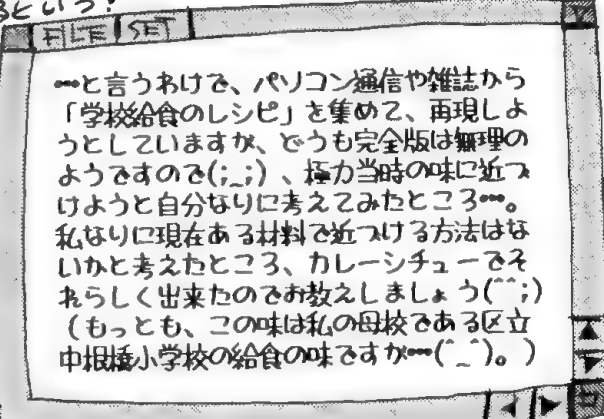 るという!
FILE SET
…と言うわけで、パソコン通信や雑誌から
「学校給食のレシピ」を集めて、再現しよ
うとしていますが、どうも完全版は無理の
ようですので(;_;)、極力当時の味に近づ
けようと自分なりに考えてみたところ…。
私なりに現在ある材料で近づける方法はな
いかと考えたところ、カレーシチューでそ
れらしく出来たのでお教えしましょう(^^;)
(もっとも、この味は私の母校である区立
中根橋小学校の給食の味ですが…(^_^)。)